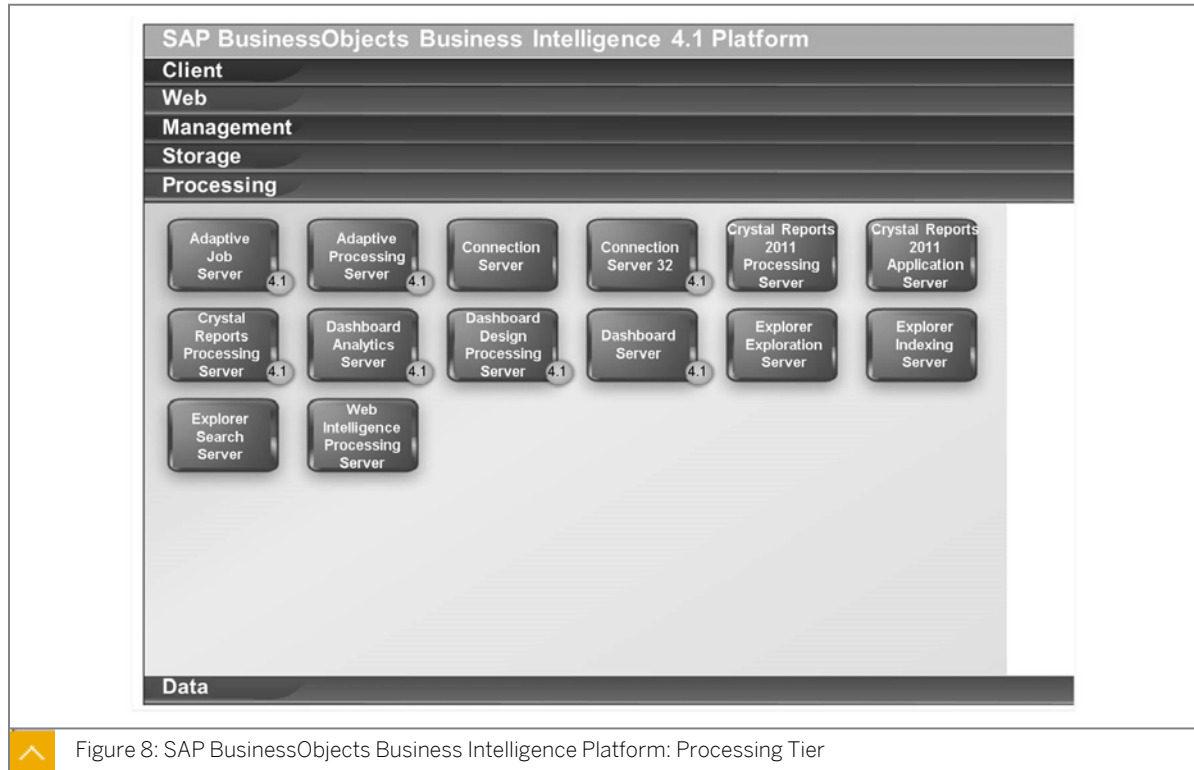 SAP BusinessObjects Business Intelligence 4.1 Platform
Client
Web
Management
Storage
Processing
Adaptive
Job
Server
4.1
Adaptive
Processing
Server
4.1
Connection
Server
Connection
Server 32
4.1
Crystal Reports
2011
Processing
Server
Crystal Reports
2011
Application
Server
Crystal
Reports
Processing
Server
4.1
Dashboard
Analytics
Server
4.1
Dashboard
Design
Processing
Server
4.1
Dashboard
Server
4.1
Explorer
Exploration
Server
Explorer
Indexing
Server
Explorer
Search
Server
Web
Intelligence
Processing
Server
Data
Figure 8: SAP BusinessObjects Business Intelligence Platform: Processing Tier